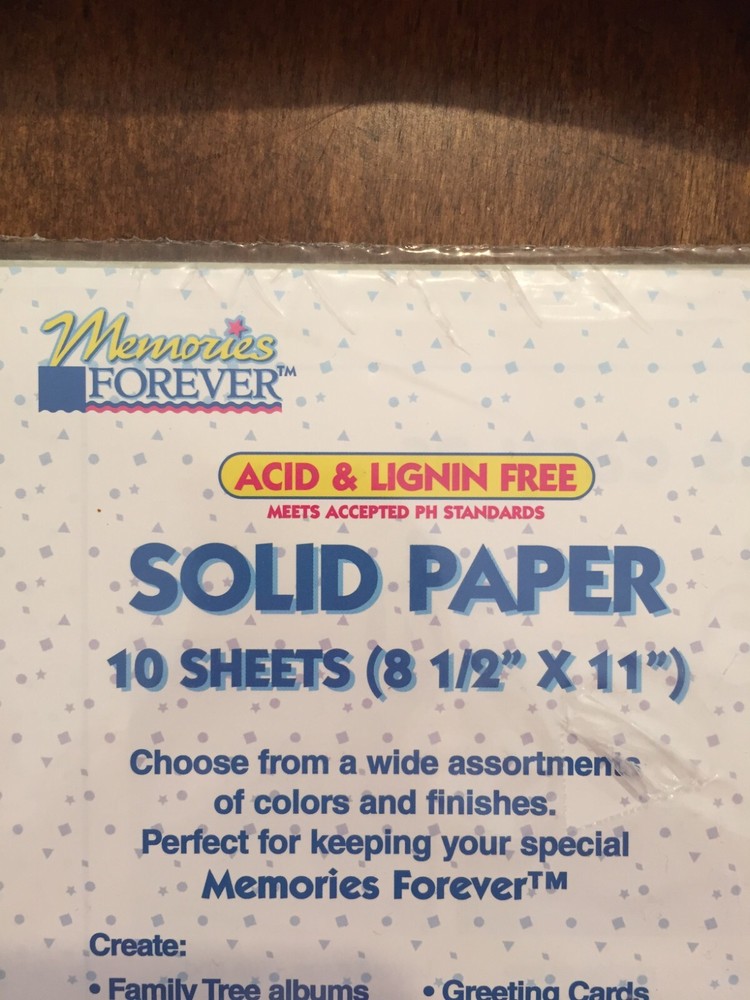 Memories
FOREVER™
ACID & LIGNIN FREE
MEETS ACCEPTED PH STANDARDS
SOLID PAPER
10 SHEETS (8 1/2” X 11”)
Choose from a wide assortment
of colors and finishes.
Perfect for keeping your special
Memories Forever™
Create:
• Family Tree albums • Greeting Cards